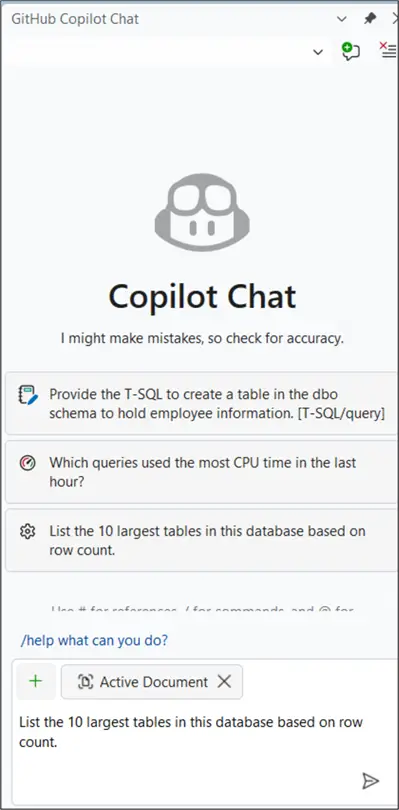 GitHub Copilot Chat
Copilot Chat
I might make mistakes, so check for accuracy.
Provide the T-SQL to create a table in the dbo
schema to hold employee information. [T-SQL/query]
Which queries used the most CPU time in the last
hour?
List the 10 largest tables in this database based on
row count.
Use # for references, / for commands, and @ for
/help what can you do?
Active Document
List the 10 largest tables in this database based on row
count.